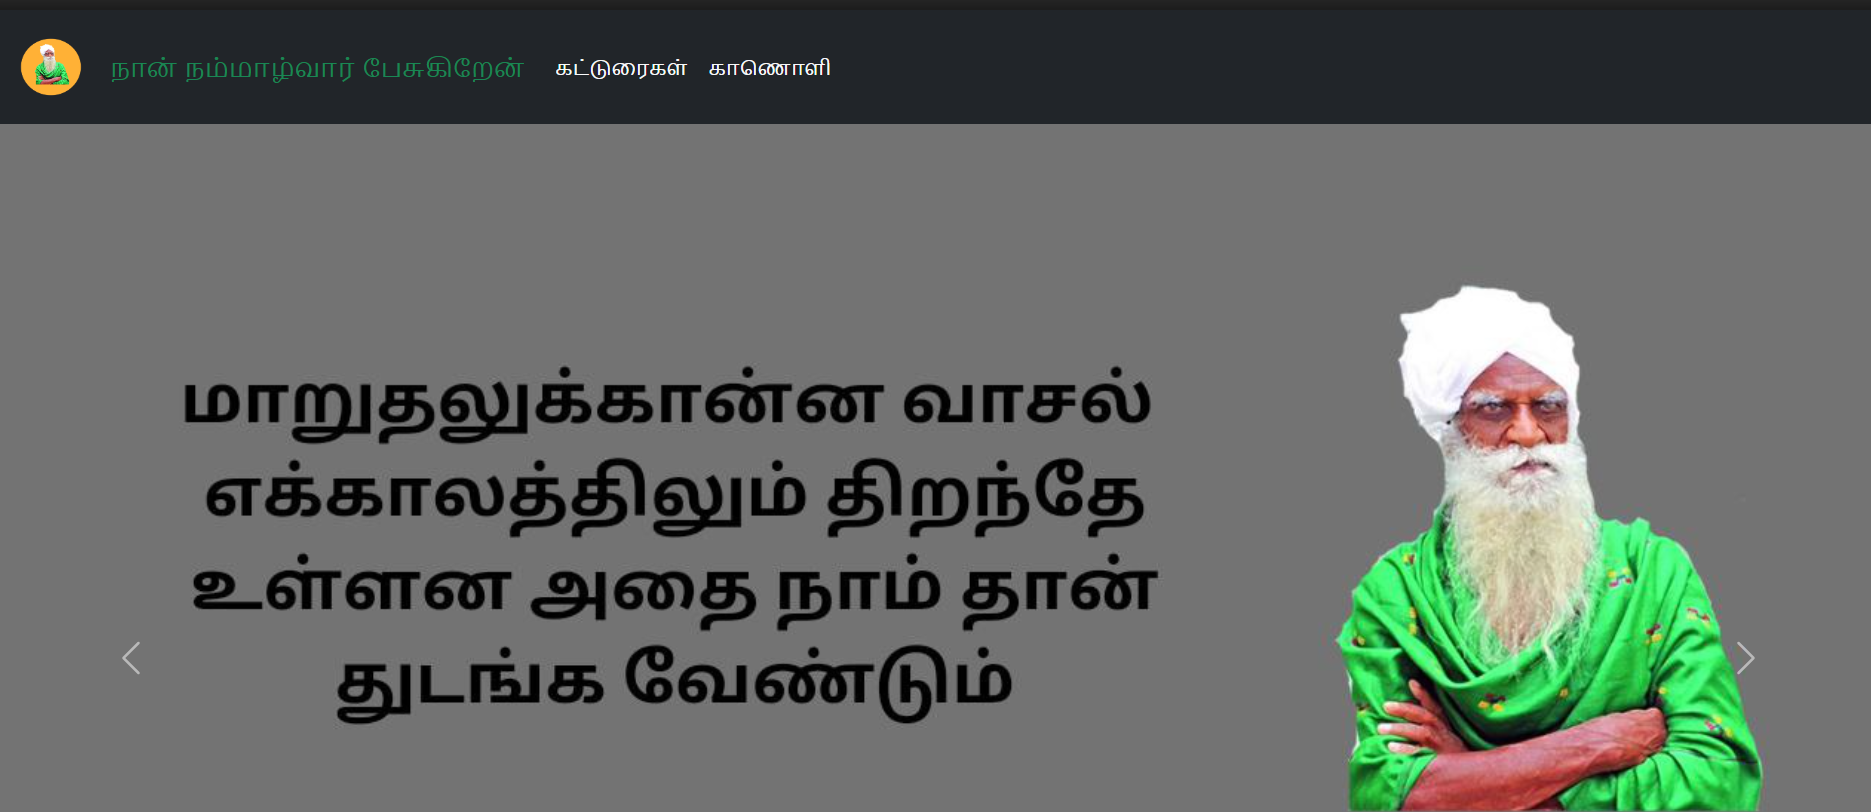 நான் நம்மாழ்வார் பேசுகிறேன் கட்டுரைகள் காணொளி
மாறுதலுக்கான்ன வாசல்
எக்காலத்திலும் திறந்தே
உள்ளன அதை நாம் தான்
துடங்க வேண்டும்